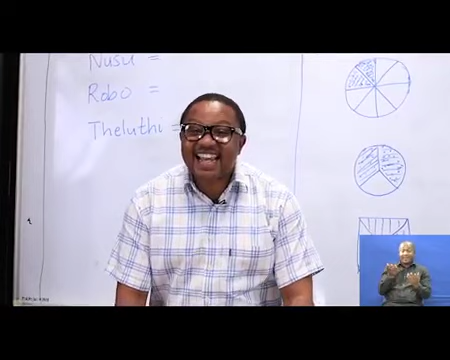 Nusu =
Robo =
Theluthi =